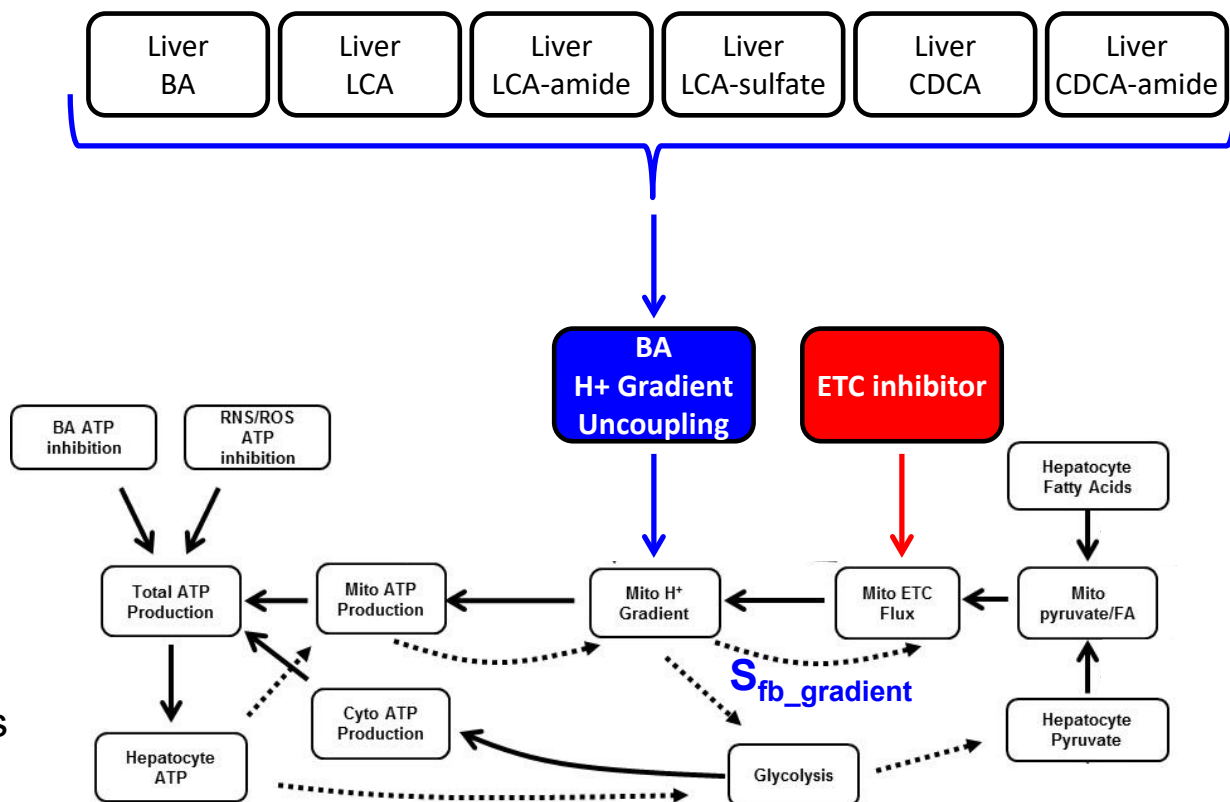 Liver
BA
Liver
LCA
Liver
LCA-amide
Liver
LCA-sulfate
Liver
CDCA
Liver
CDCA-amide
BA
H+ Gradient
Uncoupling
ETC inhibitor
BA ATP
inhibition
RNS/ROS
ATP
inhibition
Hepatocyte
Fatty Acids
Total ATP
Production
Mito ATP
Production
Mito H⁺
Gradient
Mito ETC
Flux
Mito
pyruvate/FA
S_fb_gradient
s
Hepatocyte
ATP
Cyto ATP
Production
Glycolysis
Hepatocyte
Pyruvate